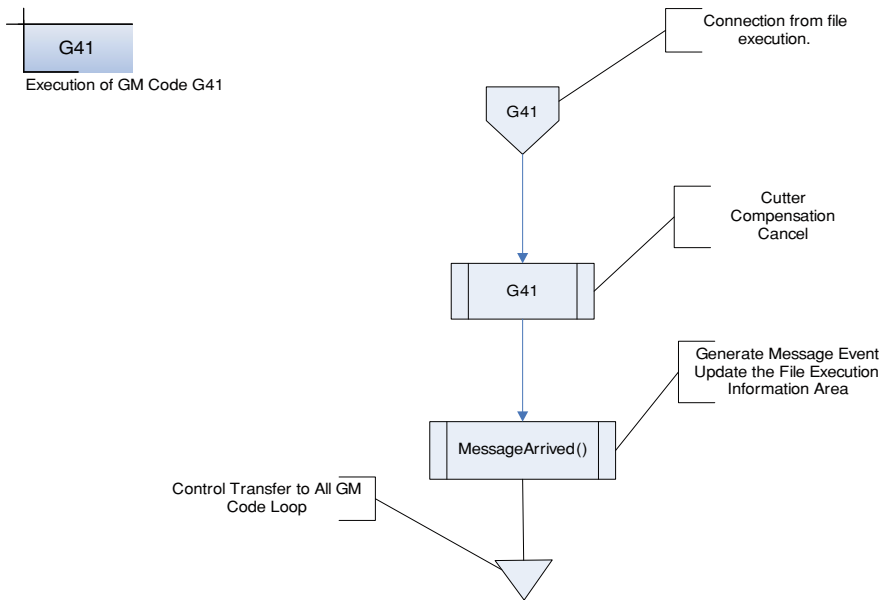 G41
Execution of GM Code G41
Connection from file
execution.
G41
Cutter
Compensation
Cancel
G41
Generate Message Event
Update the File Execution
Information Area
MessageArrived()
Control Transfer to All GM
Code Loop